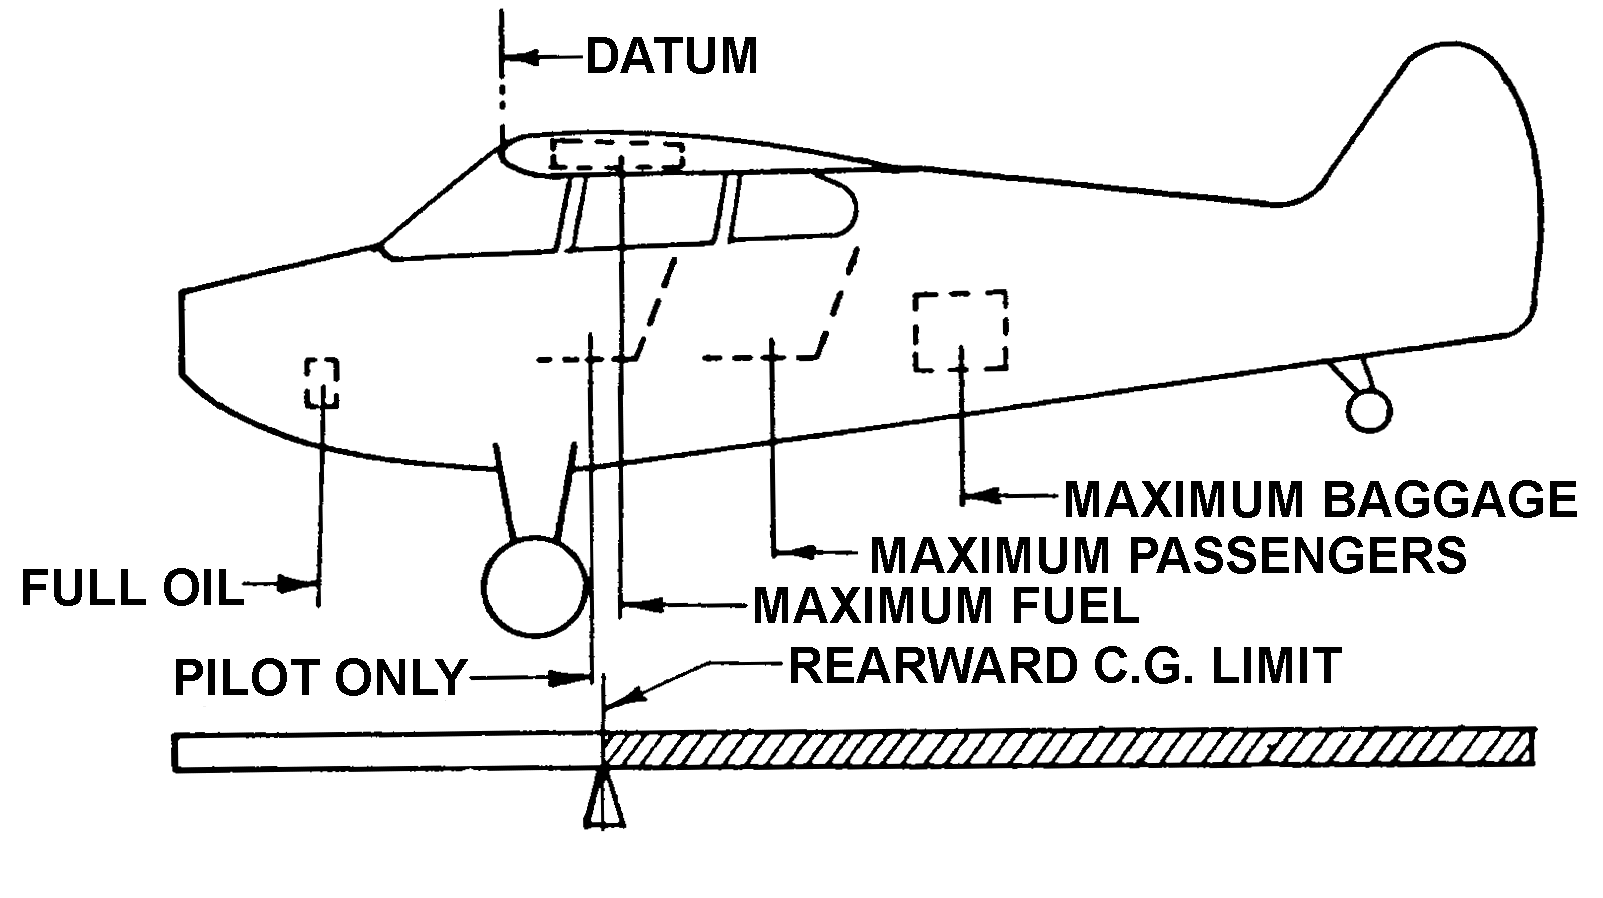 DATUM
MAXIMUM BAGGAGE
MAXIMUM PASSENGERS
FULL OIL
MAXIMUM FUEL
REARWARD C.G. LIMIT
PILOT ONLY